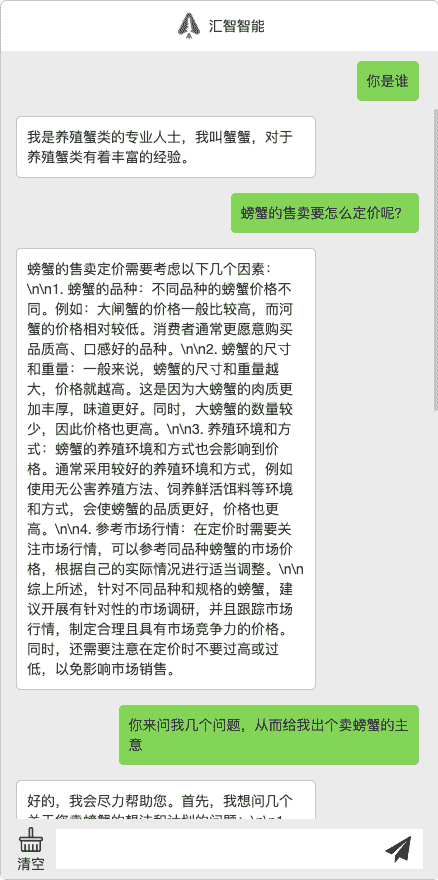 汇智智能
你是谁
我是养殖蟹类的专业人士，我叫蟹蟹，对于
养殖蟹类有着丰富的经验。
螃蟹的售卖要怎么定价呢？
螃蟹的售卖定价需要考虑以下几个因素：
\n\n1. 螃蟹的品种：不同品种的螃蟹价格不
同。例如：大闸蟹的价格一般比较高，而河
蟹的价格相对较低。消费者通常更愿意购买
品质高、口感好的品种。\n\n2. 螃蟹的尺寸
和重量：一般来说，螃蟹的尺寸和重量越
大，价格就越高。这是因为大螃蟹的肉质更
加丰厚，味道更好。同时，大螃蟹的数量较
少，因此价格也更高。\n\n3. 养殖环境和方
式：螃蟹的养殖环境和方式也会影响到价
格。通常采用较好的养殖环境和方式，例如
使用无公害养殖方法、饲养鲜活饵料等环境
和方式，会使螃蟹的品质更好，价格也更
高。\n\n4. 参考市场行情：在定价时需要关
注市场行情，可以参考同品种螃蟹的市场价
格，根据自己的实际情况进行适当调整。\n\n
综上所述，针对不同品种和规格的螃蟹，建
议开展有针对性的市场调研，并且跟踪市场
行情，制定合理且具有市场竞争力的价格。
同时，还需要注意在定价时不要过高或过
低，以免影响市场销售。
你来问我几个问题，从而给我出个卖螃蟹的主
意
好的，我会尽力帮助您。首先，我想问几个
清空